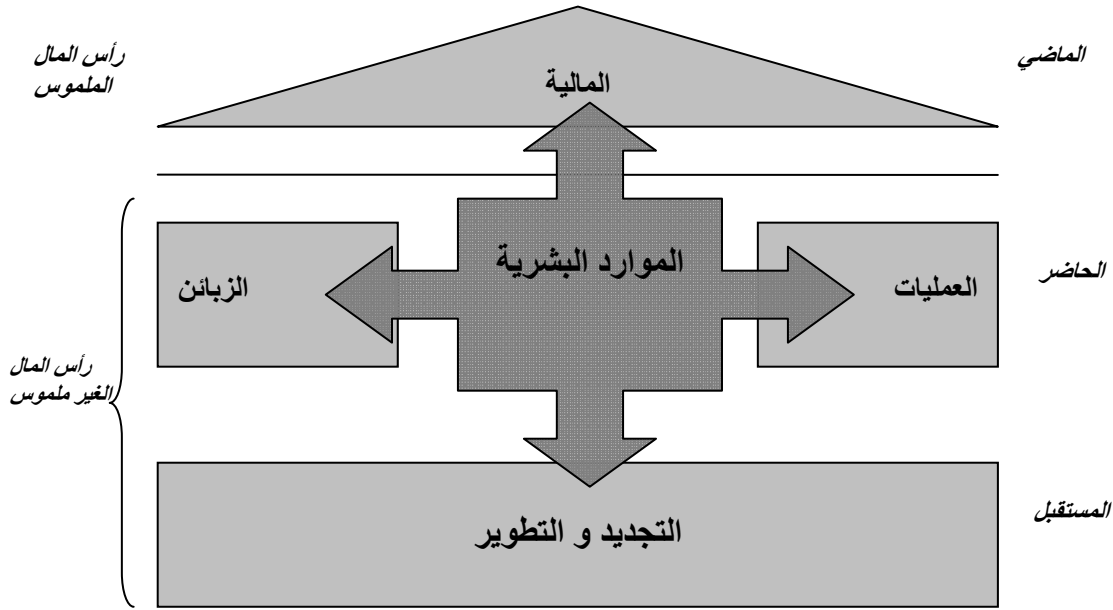 الماضي
رأس المال
الملموس
المالية
الموارد البشرية
الحاضر
العمليات
الزبائن
رأس المال
الغير ملموس
المستقبل
التجديد و التطوير